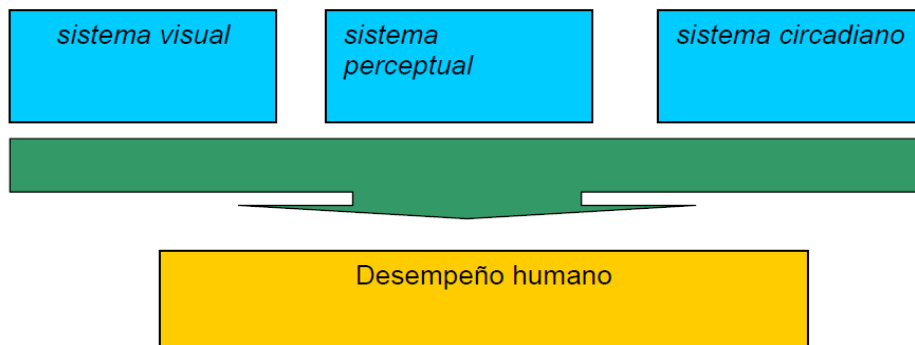 sistema visual
sistema
perceptual
sistema circadiano
Desempeño humano